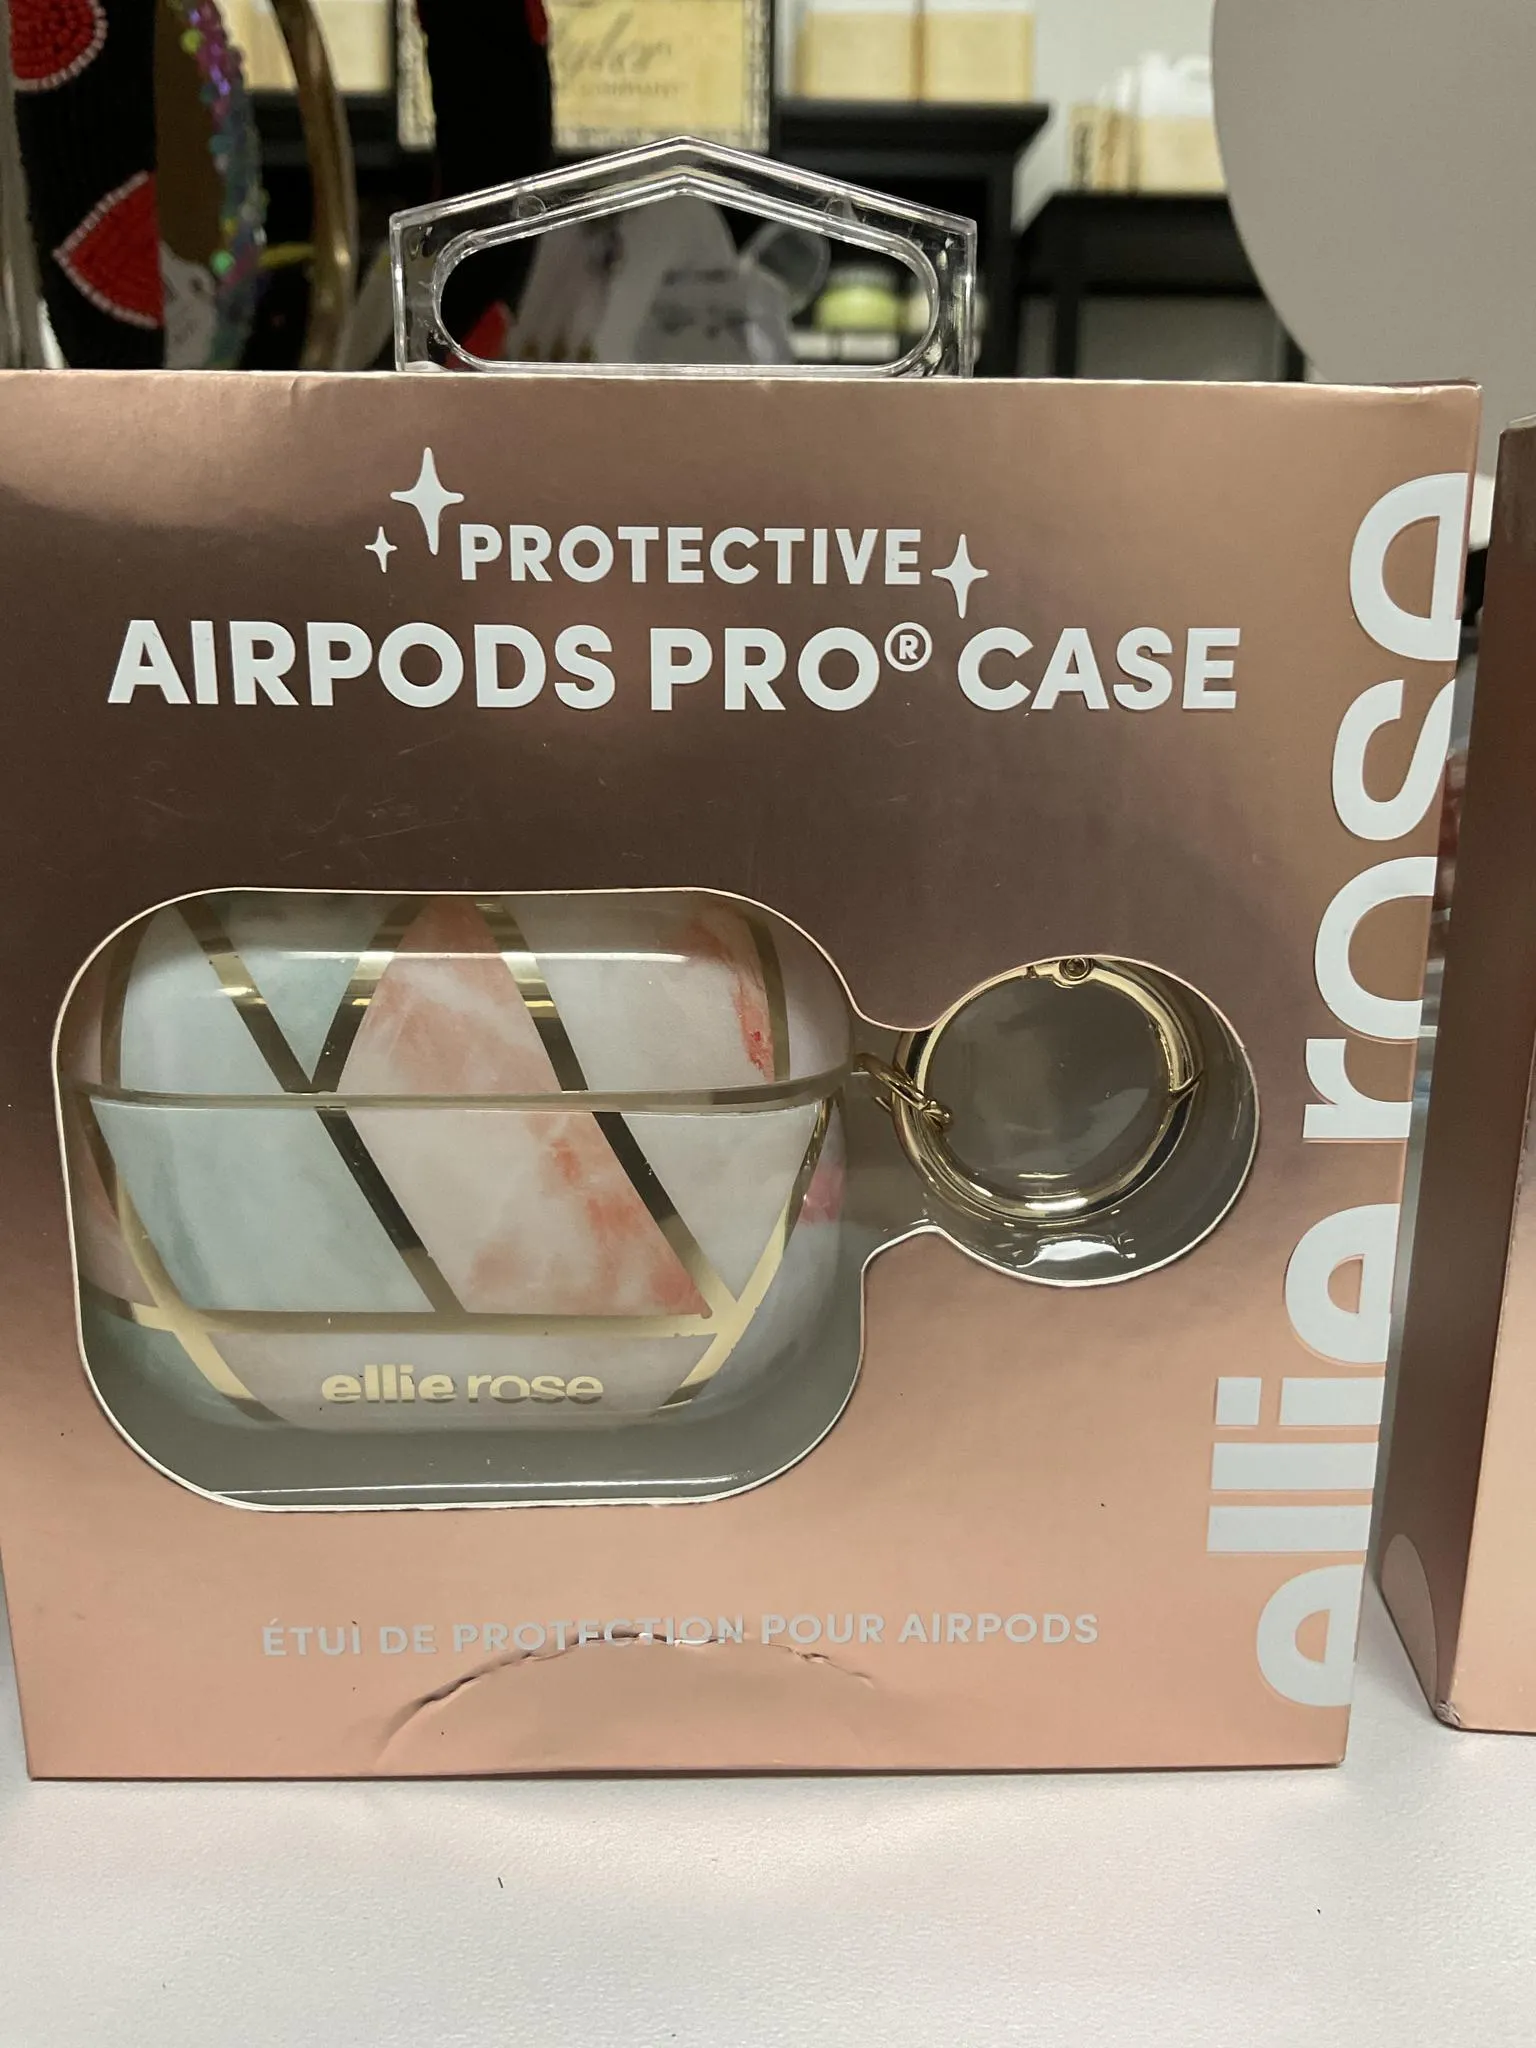 PROTECTIVE
AIRPODS PRO® CASE
ellie rose
ellie rose
ÉTUI DE PROTECTION POUR AIRPODS